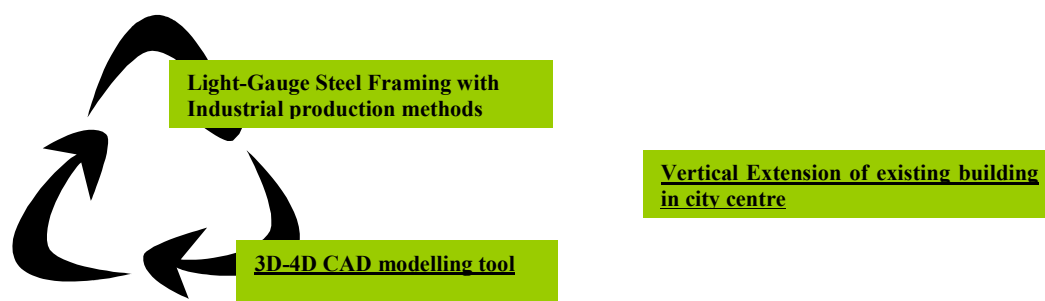 Light-Gauge Steel Framing with
Industrial production methods
Vertical Extension of existing building
in city centre
3D-4D CAD modelling tool